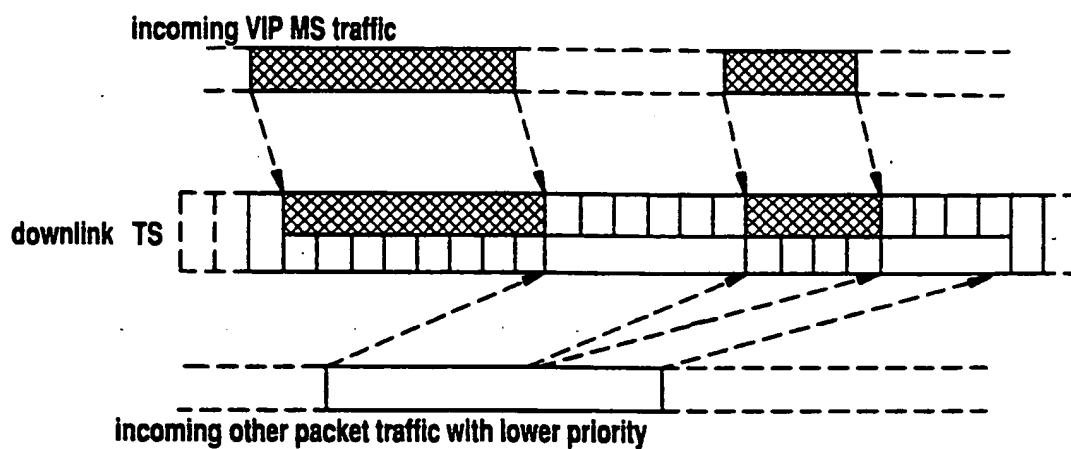 incoming VIP MS traffic
downlink TS
incoming other packet traffic with lower priority